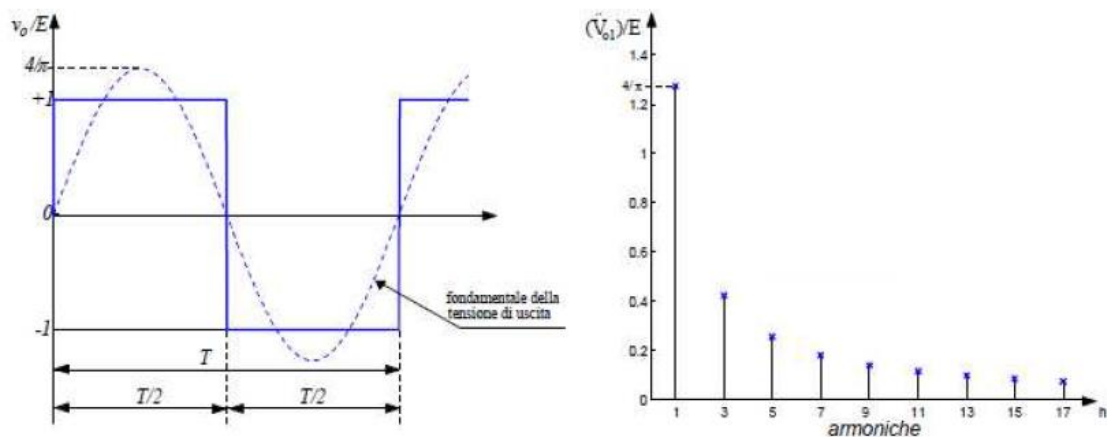 v_o/E
4/π
+1
0
-1
T
T/2
T/2
fondamentale della
tensione di uscita
(V̂_o1)/E
1.4
4/π
1.2
1
0.8
0.6
0.4
0.2
0
1 3 5 7 9 11 13 15 17 h
armoniche